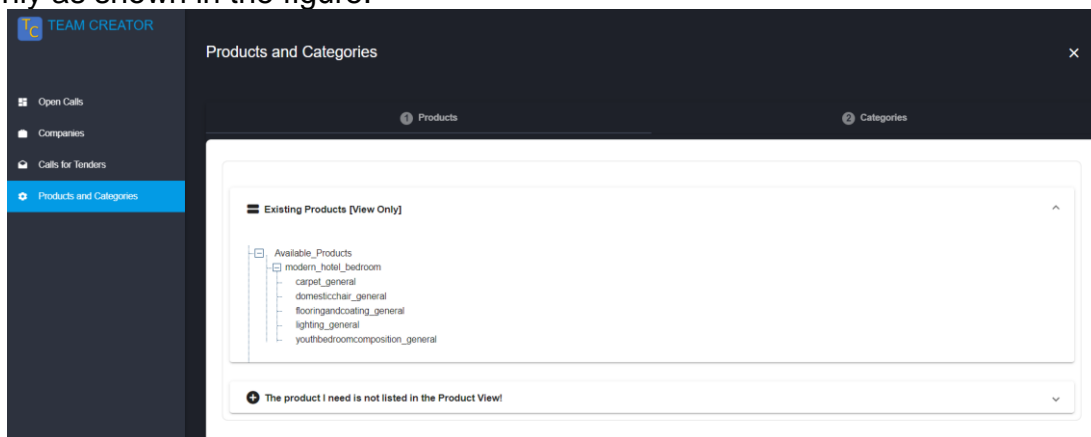 nly as shown in the figure.
TC TEAM CREATOR
Products and Categories
×
Open Calls
Companies
Calls for Tenders
Products and Categories
1 Products
2 Categories
Existing Products [View Only]
Available_Products
modern_hotel_bedroom
carpet_general
domesticchair_general
flooringandcoating_general
lighting_general
youthbedroomcomposition_general
The product I need is not listed in the Product View!